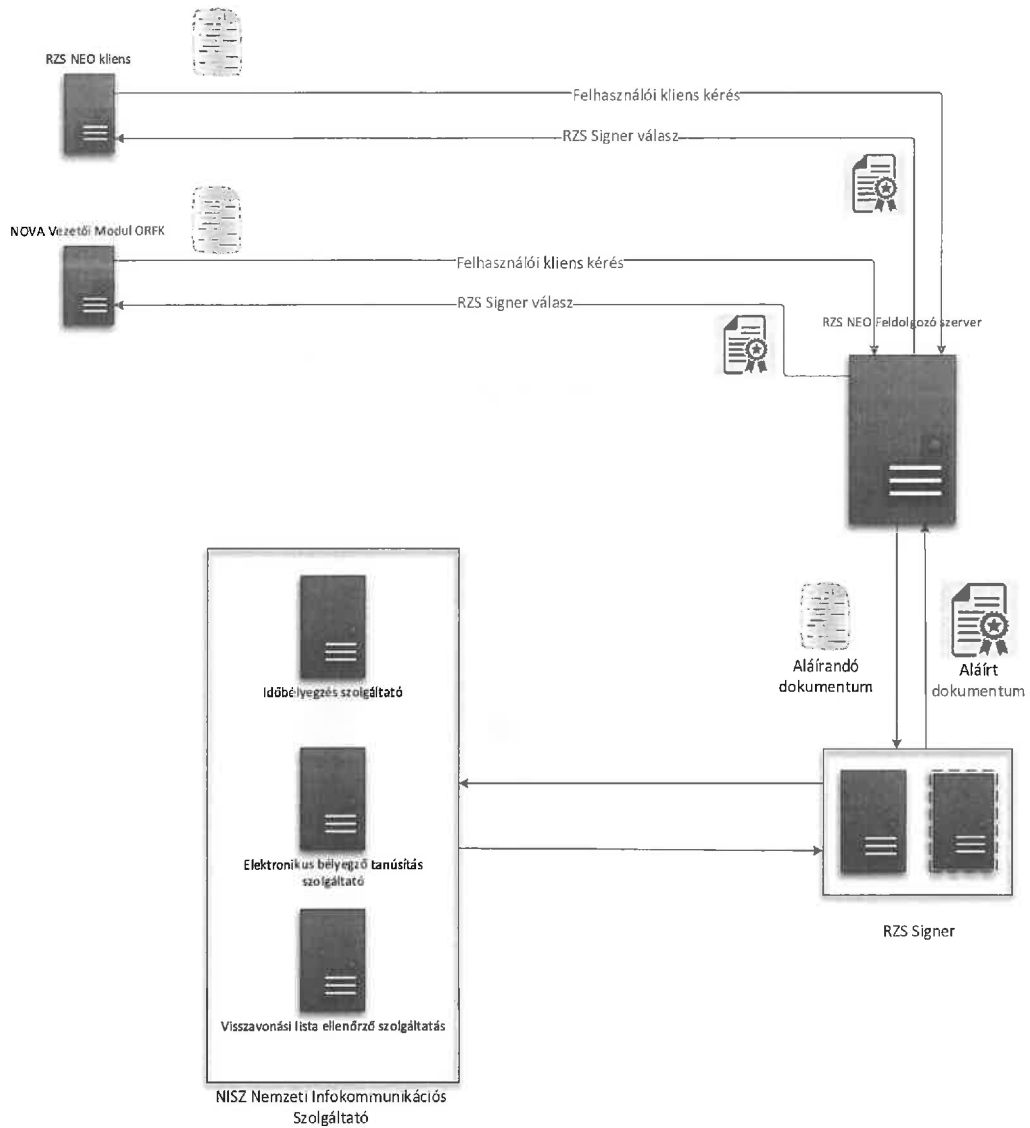 RZS NEO kliens
Felhasználói kliens kérés
RZS Signer válasz
NOVA Vezetői Modul ORFK
Felhasználói kliens kérés
RZS Signer válasz
RZS NEO Feldolgozó szerver
Időbélyegzés szolgáltató
Aláírandó
dokumentum
Aláírt
dokumentum
Elektronikus bélyegző tanúsítás
szolgáltató
RZS Signer
Visszavonási lista ellenőrző szolgáltatás
NISZ Nemzeti Infokommunikációs
Szolgáltató